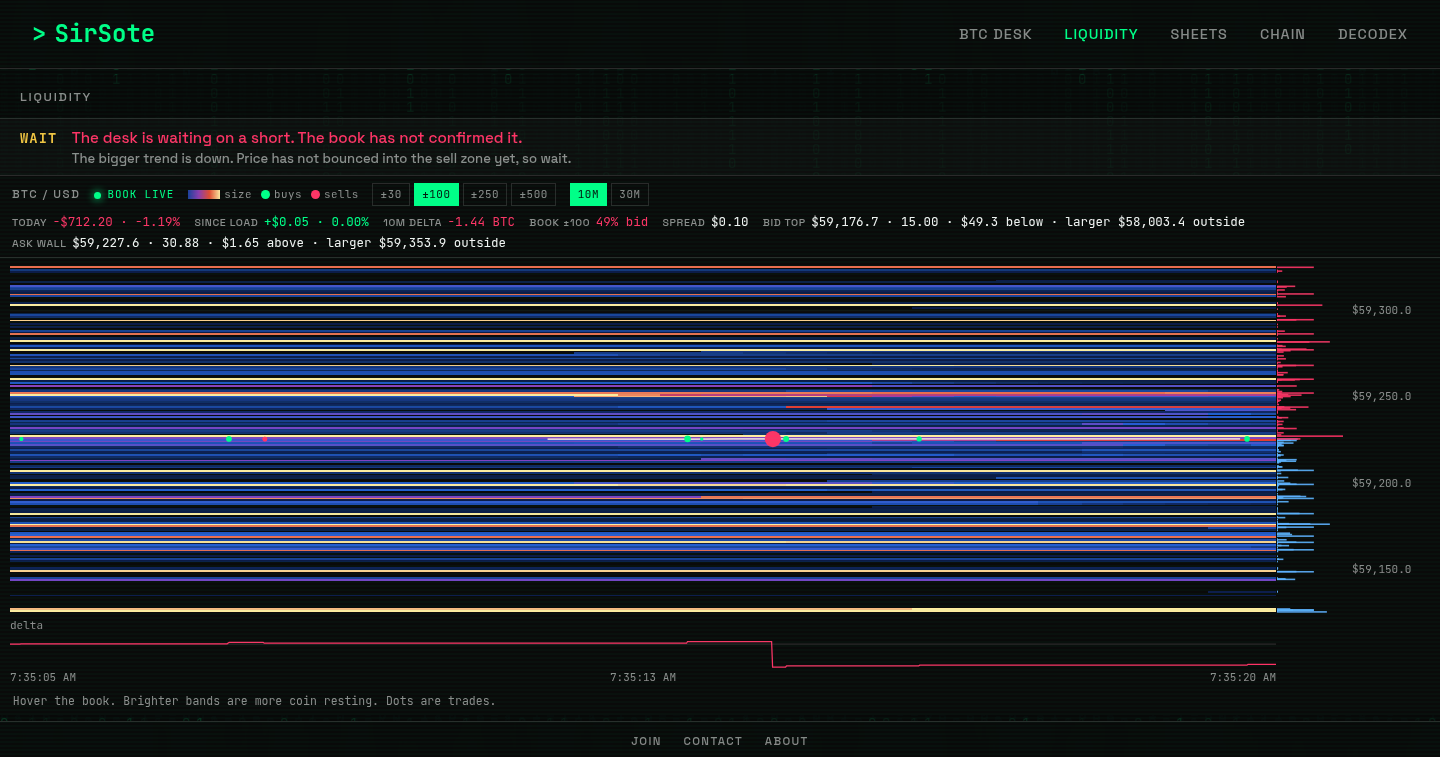 > SirSote
BTC DESK LIQUIDITY SHEETS CHAIN DECODEX
LIQUIDITY
WAIT The desk is waiting on a short. The book has not confirmed it.
The bigger trend is down. Price has not bounced into the sell zone yet, so wait.
BTC / USD BOOK LIVE size buys sells ±30 ±100 ±250 ±500 10M 30M
TODAY -$712.20 · -1.19% SINCE LOAD +$0.05 · 0.00% 10M DELTA -1.44 BTC BOOK ±100 49% bid SPREAD $0.10 BID TOP $59,176.7 · 15.00 · $49.3 below · larger $58,003.4 outside
ASK WALL $59,227.6 · 30.88 · $1.65 above · larger $59,353.9 outside
$59,300.0
$59,250.0
$59,200.0
$59,150.0
delta
7:35:05 AM 7:35:13 AM 7:35:20 AM
Hover the book. Brighter bands are more coin resting. Dots are trades.
JOIN CONTACT ABOUT